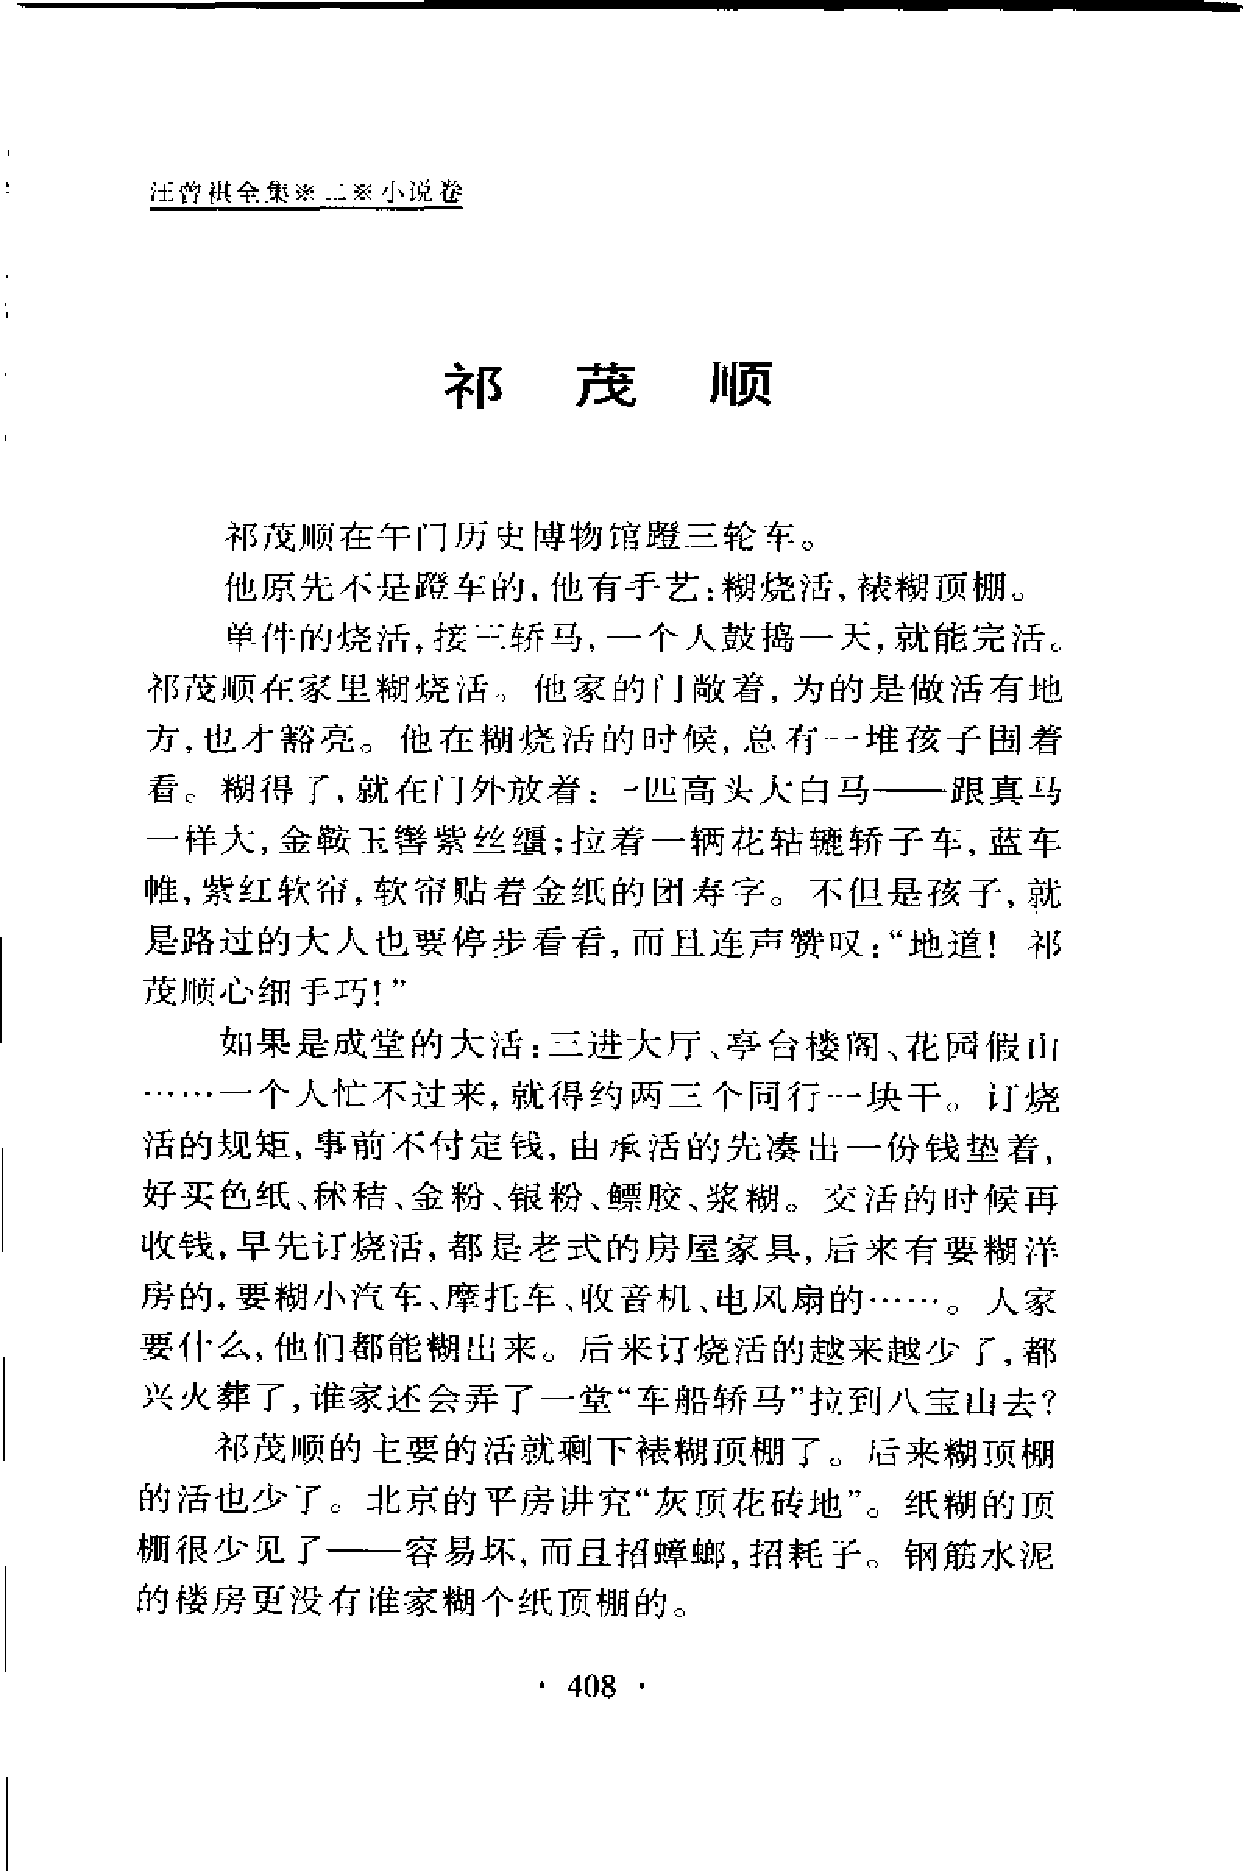 汪曾祺全集※二※小说卷
祁茂顺
祁茂顺在午门历史博物馆蹬三轮车。
他原先不是蹬车的,他有手艺:糊烧活,裱糊顶棚。
单件的烧活,接三轿马,一个人鼓捣一天,就能完活。
祁茂顺在家里糊烧活。他家的门敞着,为的是做活有地
方,也才豁亮。他在糊烧活的时候,总有一堆孩子围着
看。糊得了,就在门外放着:一匹高头大白马——跟真马
一样大,金鞍玉辔紫丝缰;拉着一辆花轱辘轿子车,蓝车
帷,紫红软帘,软帘贴着金纸的团寿字。不但是孩子,就
是路过的大人也要停步看看,而且连声赞叹:“地道!祁
茂顺心细手巧!”
如果是成堂的大活:三进大厅、亭台楼阁、花园假山
……一个人忙不过来,就得约两三个同行一块干。订烧
活的规矩,事前不付定钱,由承活的先凑出一份钱垫着,
好买色纸、秫秸、金粉、银粉、鳔胶、浆糊。交活的时候再
收钱,早先订烧活,都是老式的房屋家具,后来有要糊洋
房的,要糊小汽车、摩托车、收音机、电风扇的……。人家
要什么,他们都能糊出来。后来订烧活的越来越少了,都
兴火葬了,谁家还会弄了一堂“车船轿马”拉到八宝山去?
祁茂顺的主要的活就剩下裱糊顶棚了。后来糊顶棚
的活也少了。北京的平房讲究“灰顶花砖地”。纸糊的顶
棚很少见了——容易坏,而且招蟑螂,招耗子。钢筋水泥
的楼房更没有谁家糊个纸顶棚的。
· 408 ·